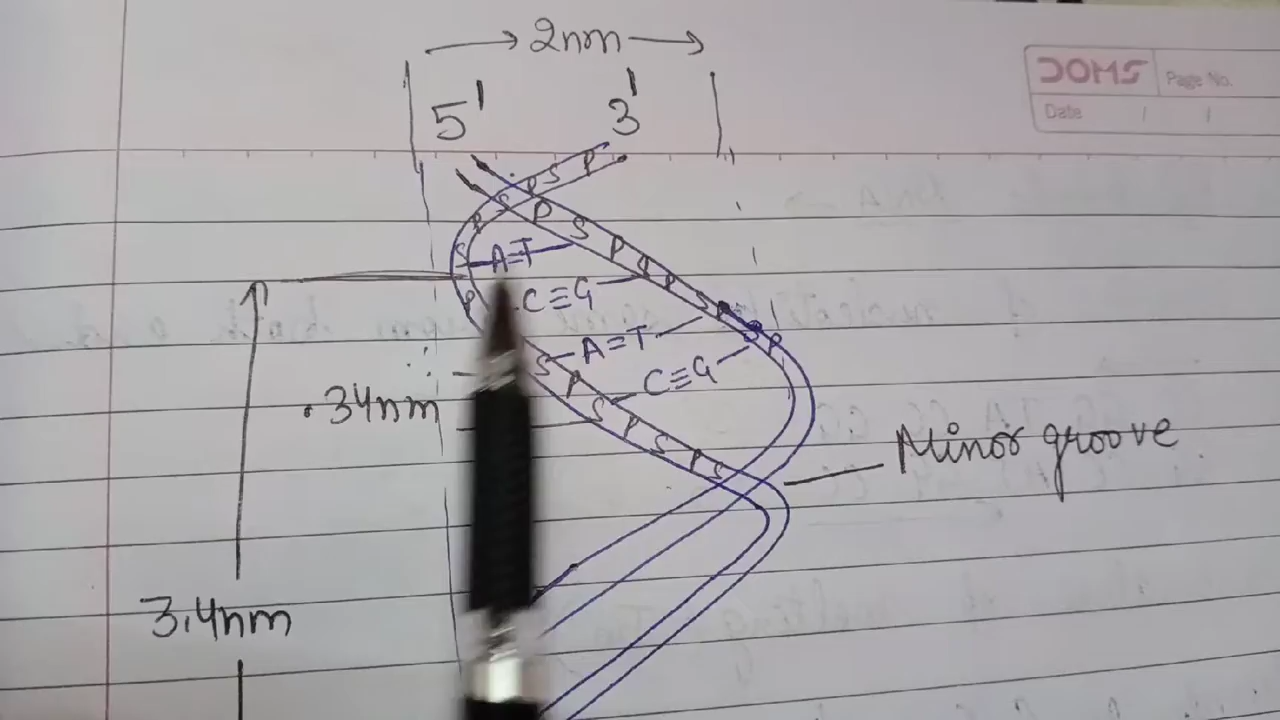 → 2nm →
DOMS
Page No.
Date / /
5' 3'
P S P
S P
P S P
S
A=T
P
C≡G
S P
A=T
S P
S
C≡G
P
.34nm
S P S P S
Minor groove
3.4nm